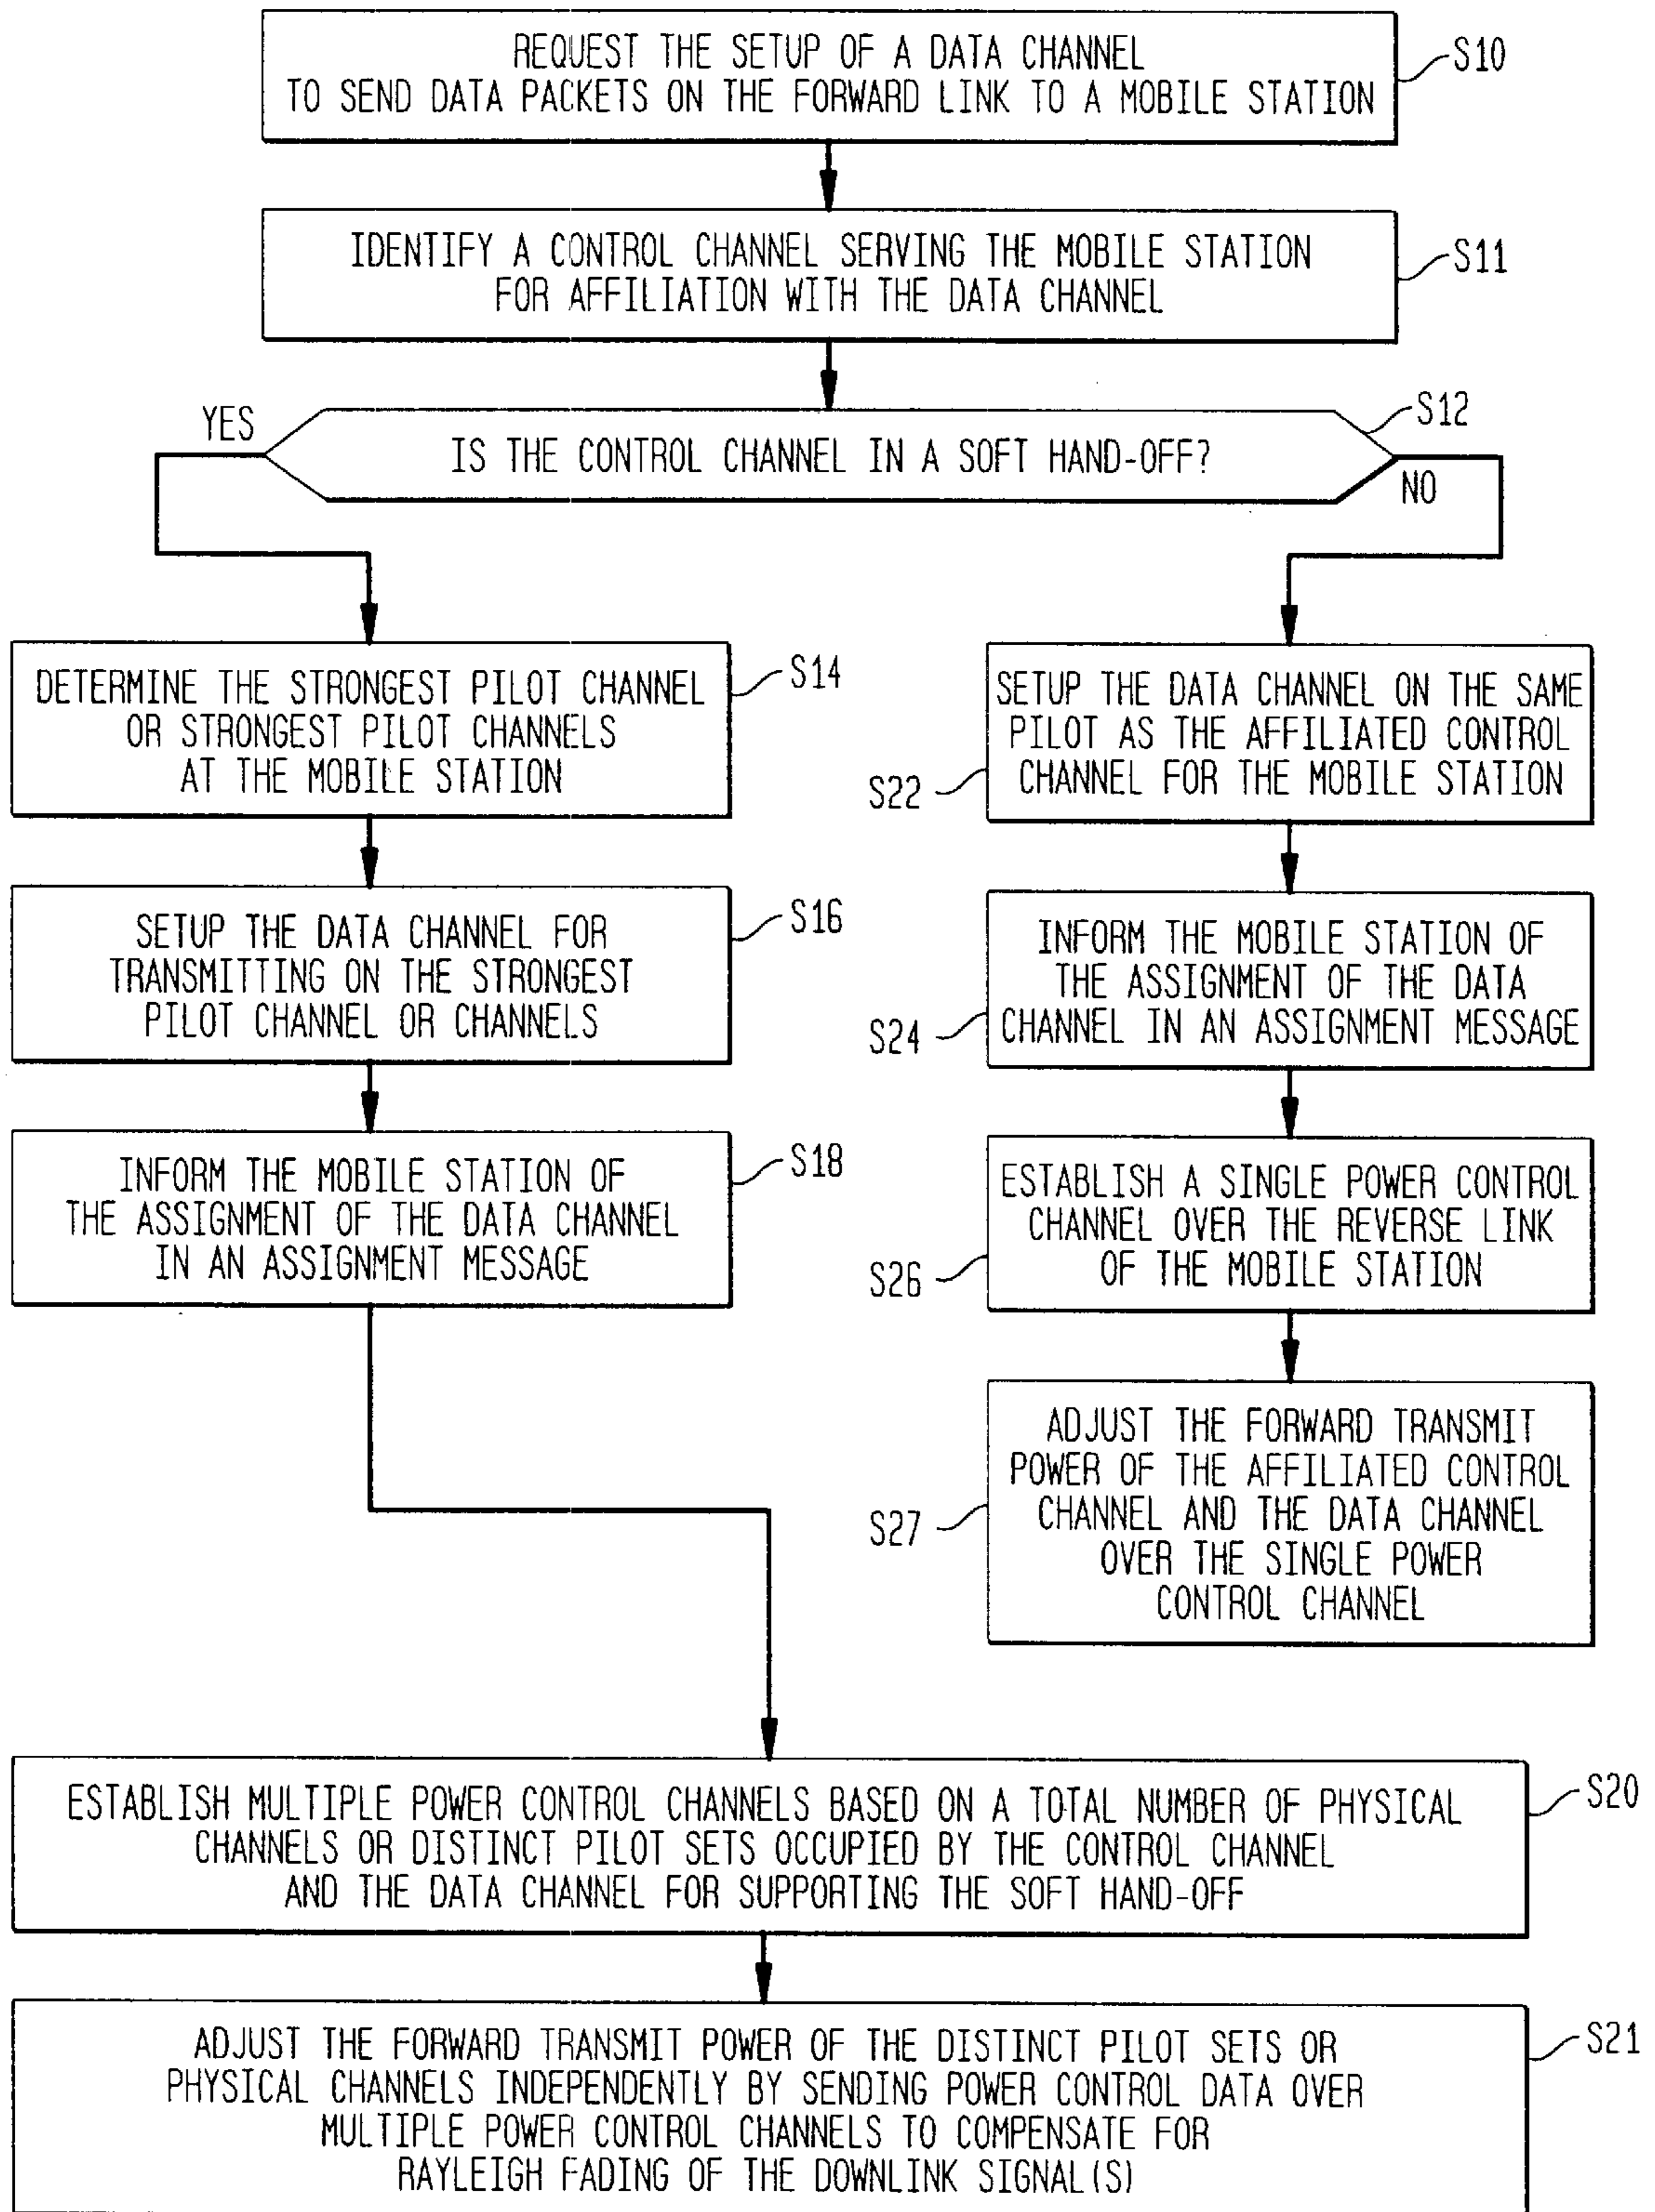 REQUEST THE SETUP OF A DATA CHANNEL
TO SEND DATA PACKETS ON THE FORWARD LINK TO A MOBILE STATION
S10
IDENTIFY A CONTROL CHANNEL SERVING THE MOBILE STATION
FOR AFFILIATION WITH THE DATA CHANNEL
S11
YES
IS THE CONTROL CHANNEL IN A SOFT HAND-OFF?
S12
NO
DETERMINE THE STRONGEST PILOT CHANNEL
OR STRONGEST PILOT CHANNELS
AT THE MOBILE STATION
S14
SETUP THE DATA CHANNEL FOR
TRANSMITTING ON THE STRONGEST
PILOT CHANNEL OR CHANNELS
S16
INFORM THE MOBILE STATION OF
THE ASSIGNMENT OF THE DATA CHANNEL
IN AN ASSIGNMENT MESSAGE
S18
SETUP THE DATA CHANNEL ON THE SAME
PILOT AS THE AFFILIATED CONTROL
CHANNEL FOR THE MOBILE STATION
S22
INFORM THE MOBILE STATION OF
THE ASSIGNMENT OF THE DATA
CHANNEL IN AN ASSIGNMENT MESSAGE
S24
ESTABLISH A SINGLE POWER CONTROL
CHANNEL OVER THE REVERSE LINK
OF THE MOBILE STATION
S26
ADJUST THE FORWARD TRANSMIT
POWER OF THE AFFILIATED CONTROL
CHANNEL AND THE DATA CHANNEL
OVER THE SINGLE POWER
CONTROL CHANNEL
S27
ESTABLISH MULTIPLE POWER CONTROL CHANNELS BASED ON A TOTAL NUMBER OF PHYSICAL
CHANNELS OR DISTINCT PILOT SETS OCCUPIED BY THE CONTROL CHANNEL
AND THE DATA CHANNEL FOR SUPPORTING THE SOFT HAND-OFF
S20
ADJUST THE FORWARD TRANSMIT POWER OF THE DISTINCT PILOT SETS OR
PHYSICAL CHANNELS INDEPENDENTLY BY SENDING POWER CONTROL DATA OVER
MULTIPLE POWER CONTROL CHANNELS TO COMPENSATE FOR
RAYLEIGH FADING OF THE DOWNLINK SIGNAL(S)
S21